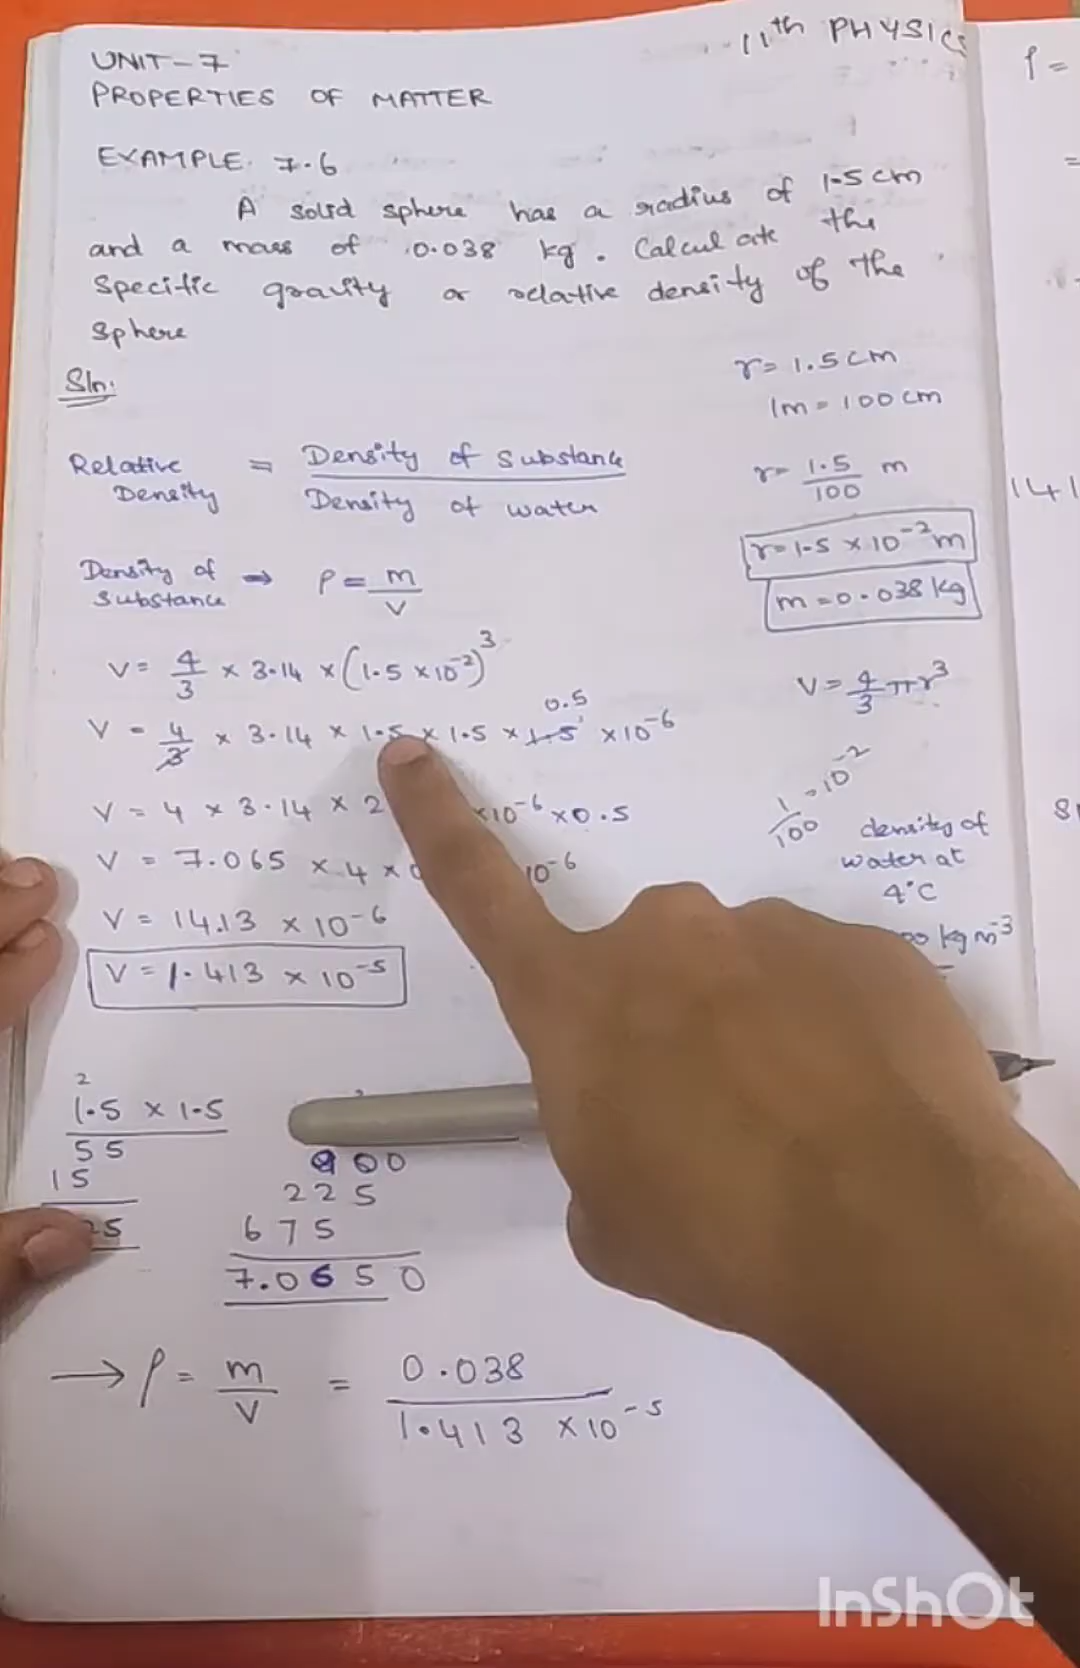 11th PHYSICS
UNIT-7
PROPERTIES OF MATTER
EXAMPLE. 7.6
A solid sphere has a radius of 1.5 cm
and a mass of 0.038 kg. Calculate the
Specific gravity or relative density of the
Sphere
Sln:
r = 1.5 cm
1m = 100 cm
Relative Density = Density of Substance / Density of water
r = 1.5/100 m
r = 1.5 × 10⁻² m
m = 0.038 kg
Density of Substance → ρ = m/V
V = 4/3 × 3.14 × (1.5 × 10⁻²)³
V = 4/3 πr³
0.5
V = 4/3 × 3.14 × 1.5 × 1.5 × 1.5 × 10⁻⁶
1/100 = 10⁻²
V = 4 × 3.14 × 2 ×10⁻⁶ × 0.5
density of
water at
4°C
V = 7.065 × 4 × 10⁻⁶
V = 14.13 × 10⁻⁶
kg m⁻³
V = 1.413 × 10⁻⁵
2
1.5 × 1.5
55
15
25
900
225
675
7.0650
→ ρ = m/V = 0.038 / 1.413 × 10⁻⁵
ρ =
=
141
InShOt